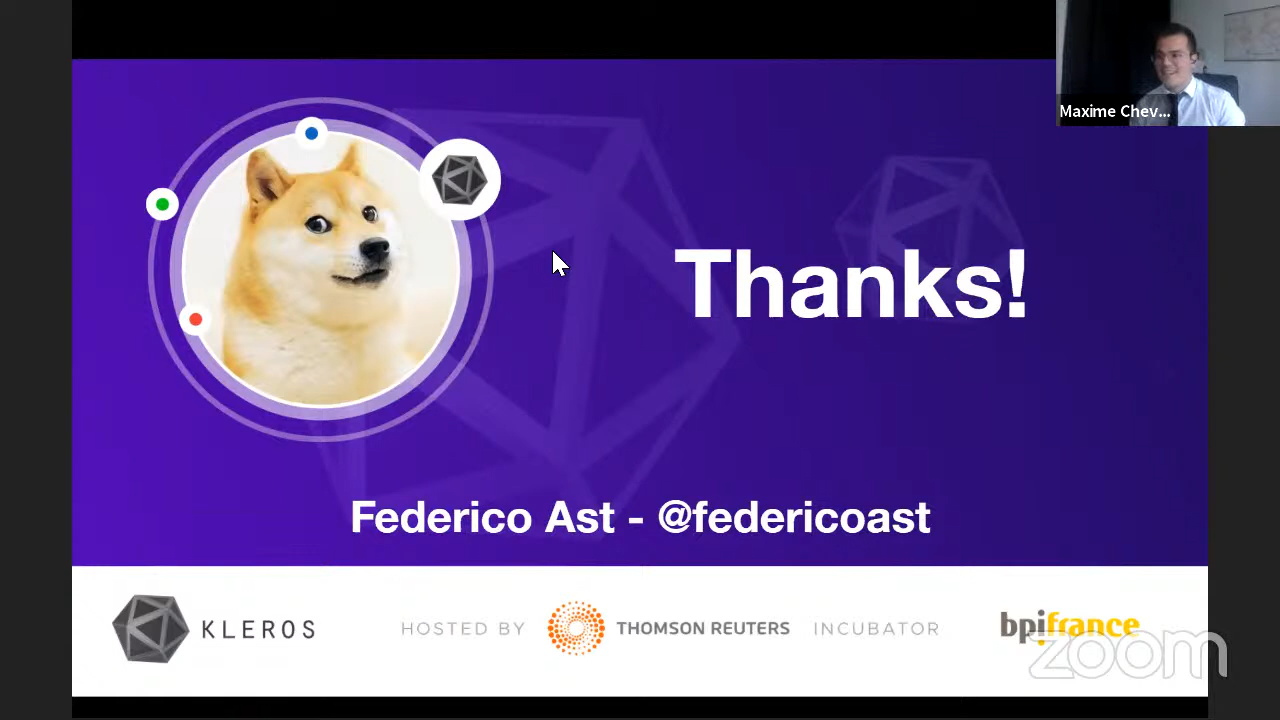 Maxime Chev...
Thanks!
Federico Ast - @federicoast
KLEROS
HOSTED BY
THOMSON REUTERS
INCUBATOR
bpifrance
zoom